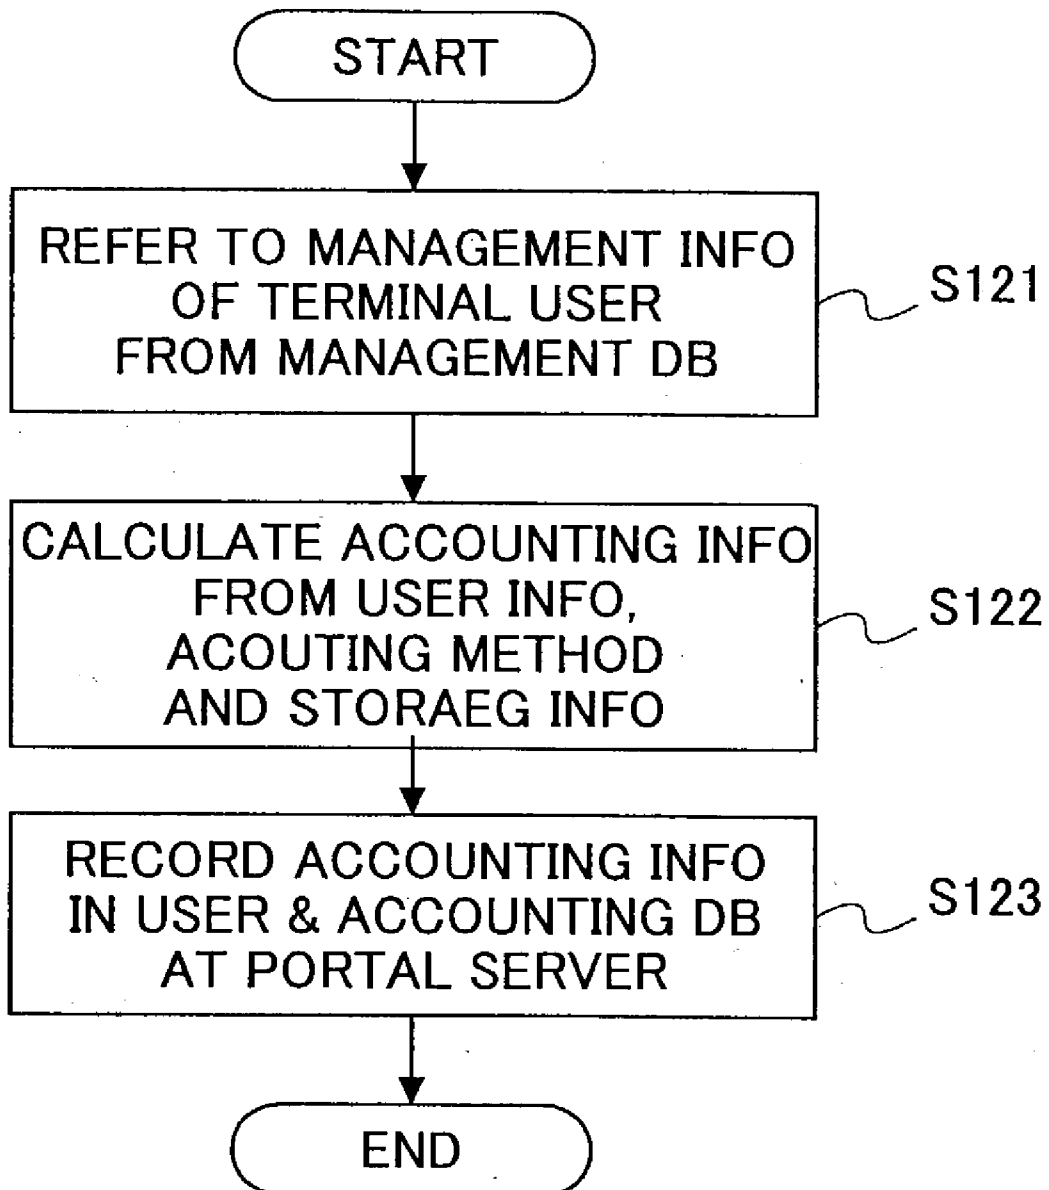 START
REFER TO MANAGEMENT INFO
OF TERMINAL USER
FROM MANAGEMENT DB
S121
CALCULATE ACCOUNTING INFO
FROM USER INFO,
ACOUTING METHOD
AND STORAEG INFO
S122
RECORD ACCOUNTING INFO
IN USER & ACCOUNTING DB
AT PORTAL SERVER
S123
END